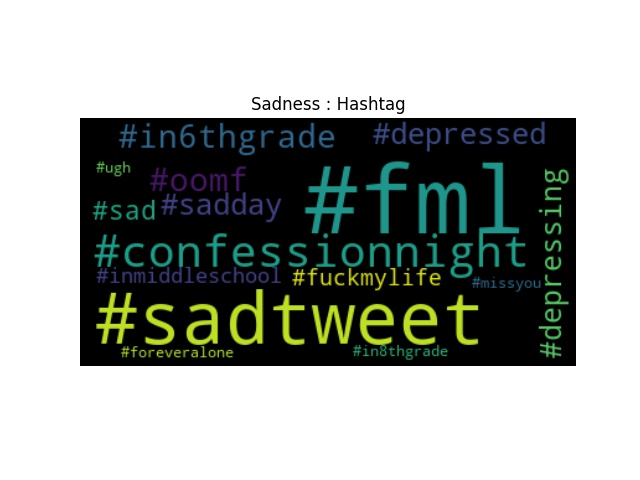 Sadness : Hashtag
#in6thgrade
#depressed
#ugh
#oomf
#fml
#sad
#sadday
#depressing
#confessionnight
#inmiddleschool
#fuckmylife
#missyou
#sadtweet
#foreveralone
#in8thgrade